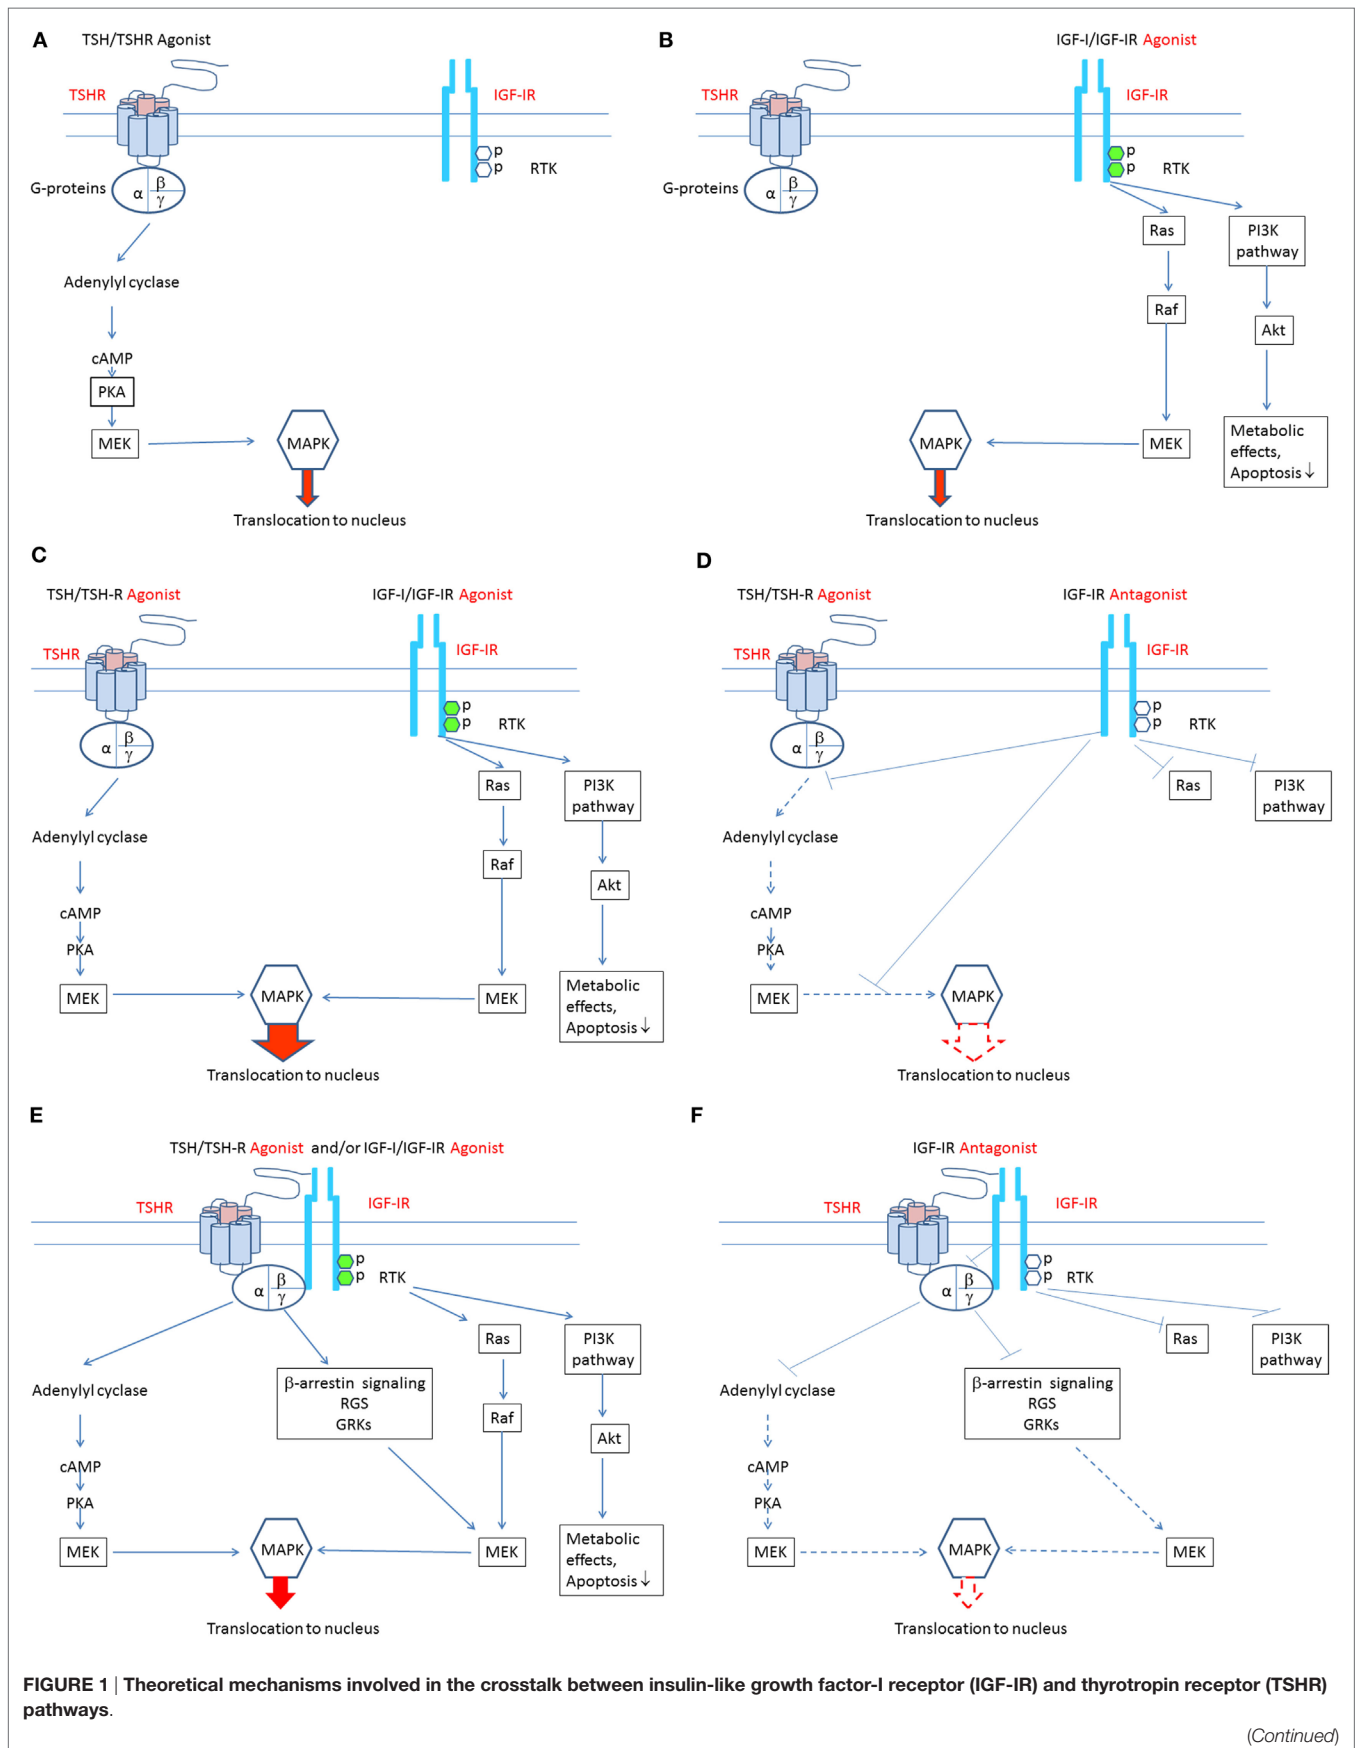 A
TSH/TSHR Agonist
TSHR
IGF-IR
p
p
RTK
G-proteins
α
β
γ
Adenylyl cyclase
cAMP
PKA
MEK
MAPK
Translocation to nucleus
B
IGF-I/IGF-IR Agonist
TSHR
IGF-IR
p
p
RTK
G-proteins
α
β
γ
Ras
PI3K
pathway
Raf
Akt
MAPK
MEK
Metabolic
effects,
Apoptosis ↓
Translocation to nucleus
C
TSH/TSH-R Agonist
IGF-I/IGF-IR Agonist
TSHR
IGF-IR
p
p
RTK
α
β
γ
Ras
PI3K
pathway
Adenylyl cyclase
Raf
Akt
cAMP
PKA
MEK
MAPK
MEK
Metabolic
effects,
Apoptosis ↓
Translocation to nucleus
D
TSH/TSH-R Agonist
IGF-IR Antagonist
TSHR
IGF-IR
p
p
RTK
α
β
γ
Ras
PI3K
pathway
Adenylyl cyclase
cAMP
PKA
MEK
MAPK
Translocation to nucleus
E
TSH/TSH-R Agonist and/or IGF-I/IGF-IR Agonist
TSHR
IGF-IR
p
p
RTK
α
β
γ
Ras
PI3K
pathway
Adenylyl cyclase
β-arrestin signaling
RGS
GRKs
Raf
Akt
cAMP
PKA
MEK
MAPK
MEK
Metabolic
effects,
Apoptosis ↓
Translocation to nucleus
F
IGF-IR Antagonist
TSHR
IGF-IR
p
p
RTK
α
β
γ
Ras
PI3K
pathway
Adenylyl cyclase
β-arrestin signaling
RGS
GRKs
cAMP
PKA
MEK
MAPK
MEK
Translocation to nucleus
FIGURE 1 | Theoretical mechanisms involved in the crosstalk between insulin-like growth factor-I receptor (IGF-IR) and thyrotropin receptor (TSHR)
pathways.
(Continued)